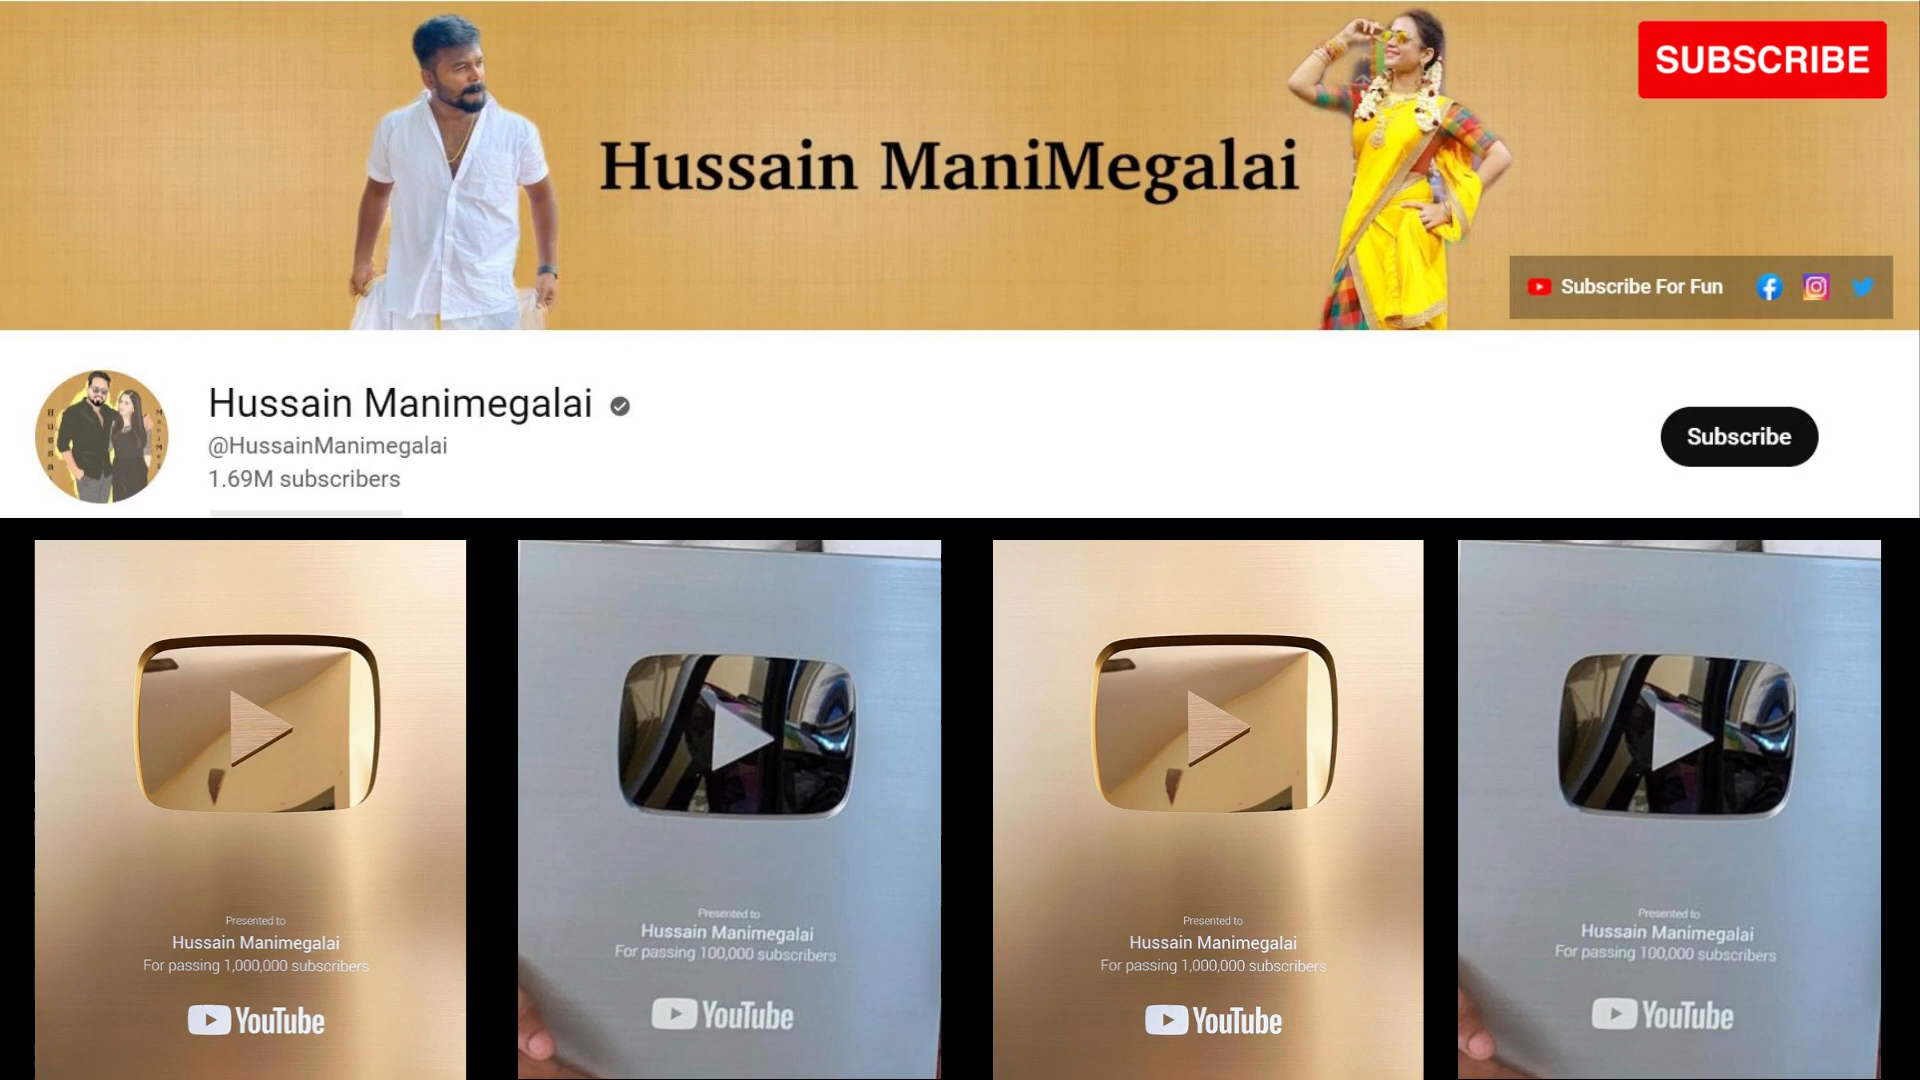 SUBSCRIBE
Hussain ManiMegalai
Subscribe For Fun
Hussain Manimegalai
@HussainManimegalai
1.69M subscribers
Subscribe
Presented to
Hussain Manimegalai
For passing 1,000,000 subscribers
YouTube
Presented to
Hussain Manimegalai
For passing 100,000 subscribers
YouTube
Presented to
Hussain Manimegalai
For passing 1,000,000 subscribers
YouTube
Presented to
Hussain Manimegalai
For passing 100,000 subscribers
YouTube